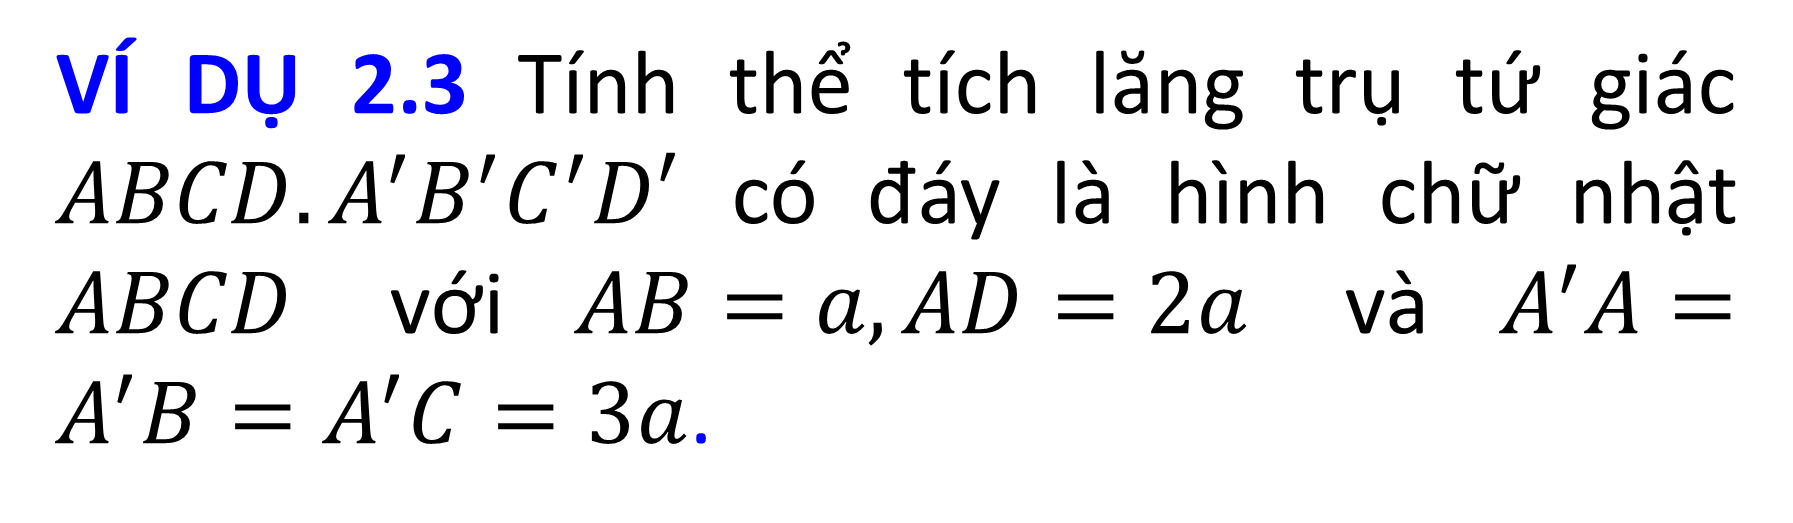 VÍ DỤ 2.3 Tính thể tích lăng trụ tứ giác
ABCD.A′B′C′D′ có đáy là hình chữ nhật
ABCD với AB = a, AD = 2a và A′A =
A′B = A′C = 3a.